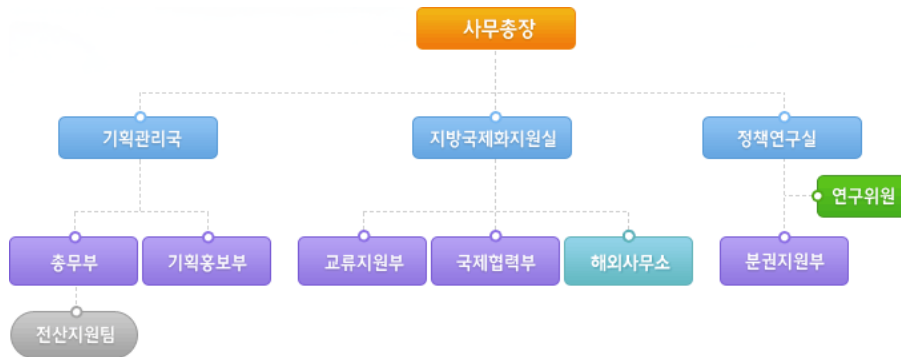 사무총장
기획관리국
지방국제화지원실
정책연구실
연구위원
총무부
기획홍보부
교류지원부
국제협력부
해외사무소
분권지원부
전산지원팀